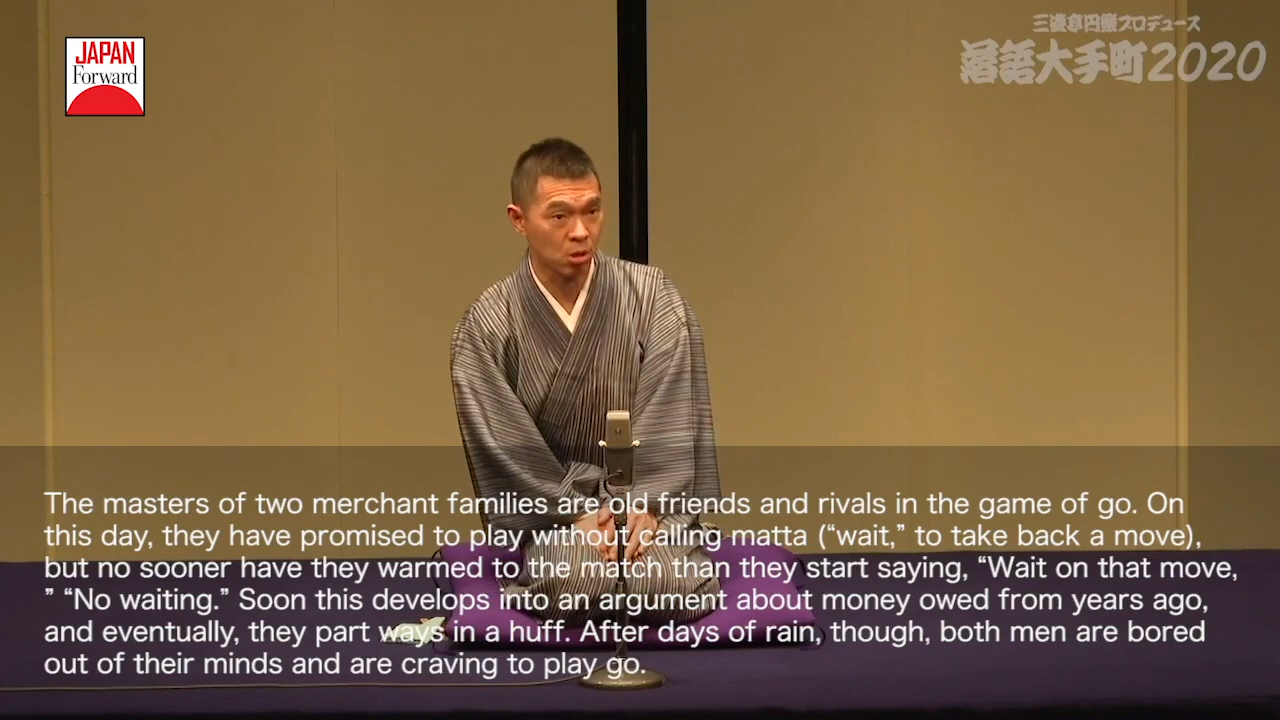 JAPAN
Forward
三遊亭円楽プロデュース
落語大手町2020
The masters of two merchant families are old friends and rivals in the game of go. On
this day, they have promised to play without calling matta (“wait,” to take back a move),
but no sooner have they warmed to the match than they start saying, “Wait on that move,
” “No waiting.” Soon this develops into an argument about money owed from years ago,
and eventually, they part ways in a huff. After days of rain, though, both men are bored
out of their minds and are craving to play go.